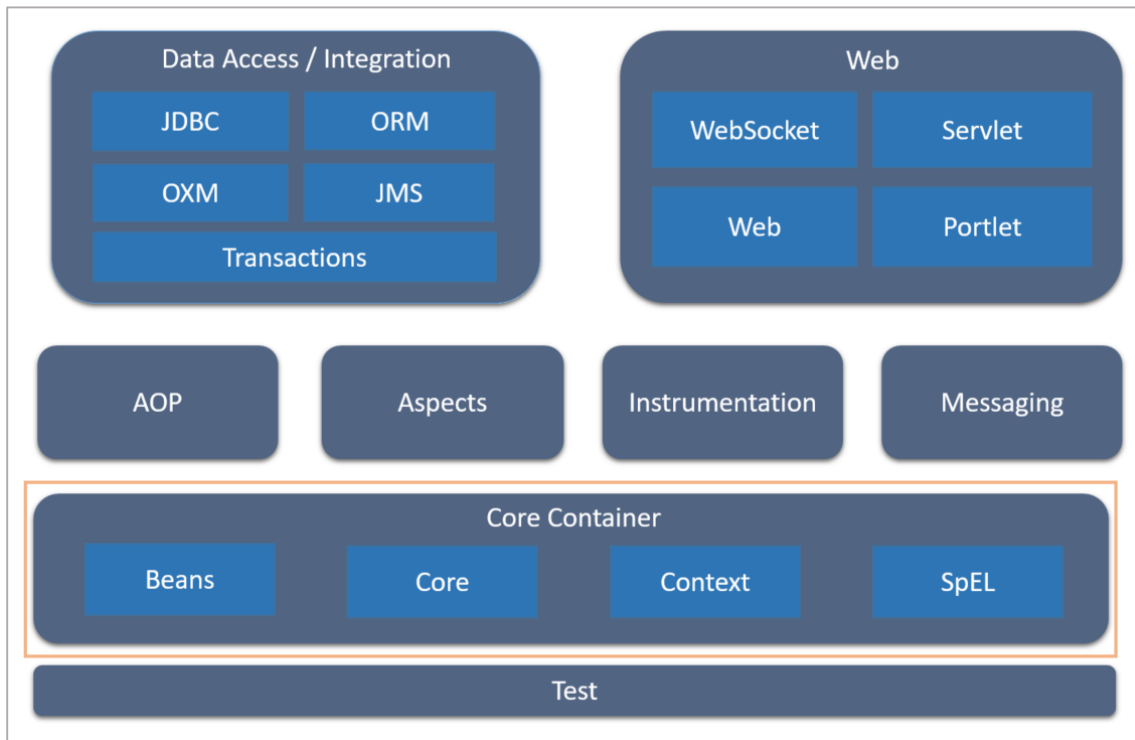 Data Access / Integration
JDBC
ORM
OXM
JMS
Transactions
Web
WebSocket
Servlet
Web
Portlet
AOP
Aspects
Instrumentation
Messaging
Core Container
Beans
Core
Context
SpEL
Test